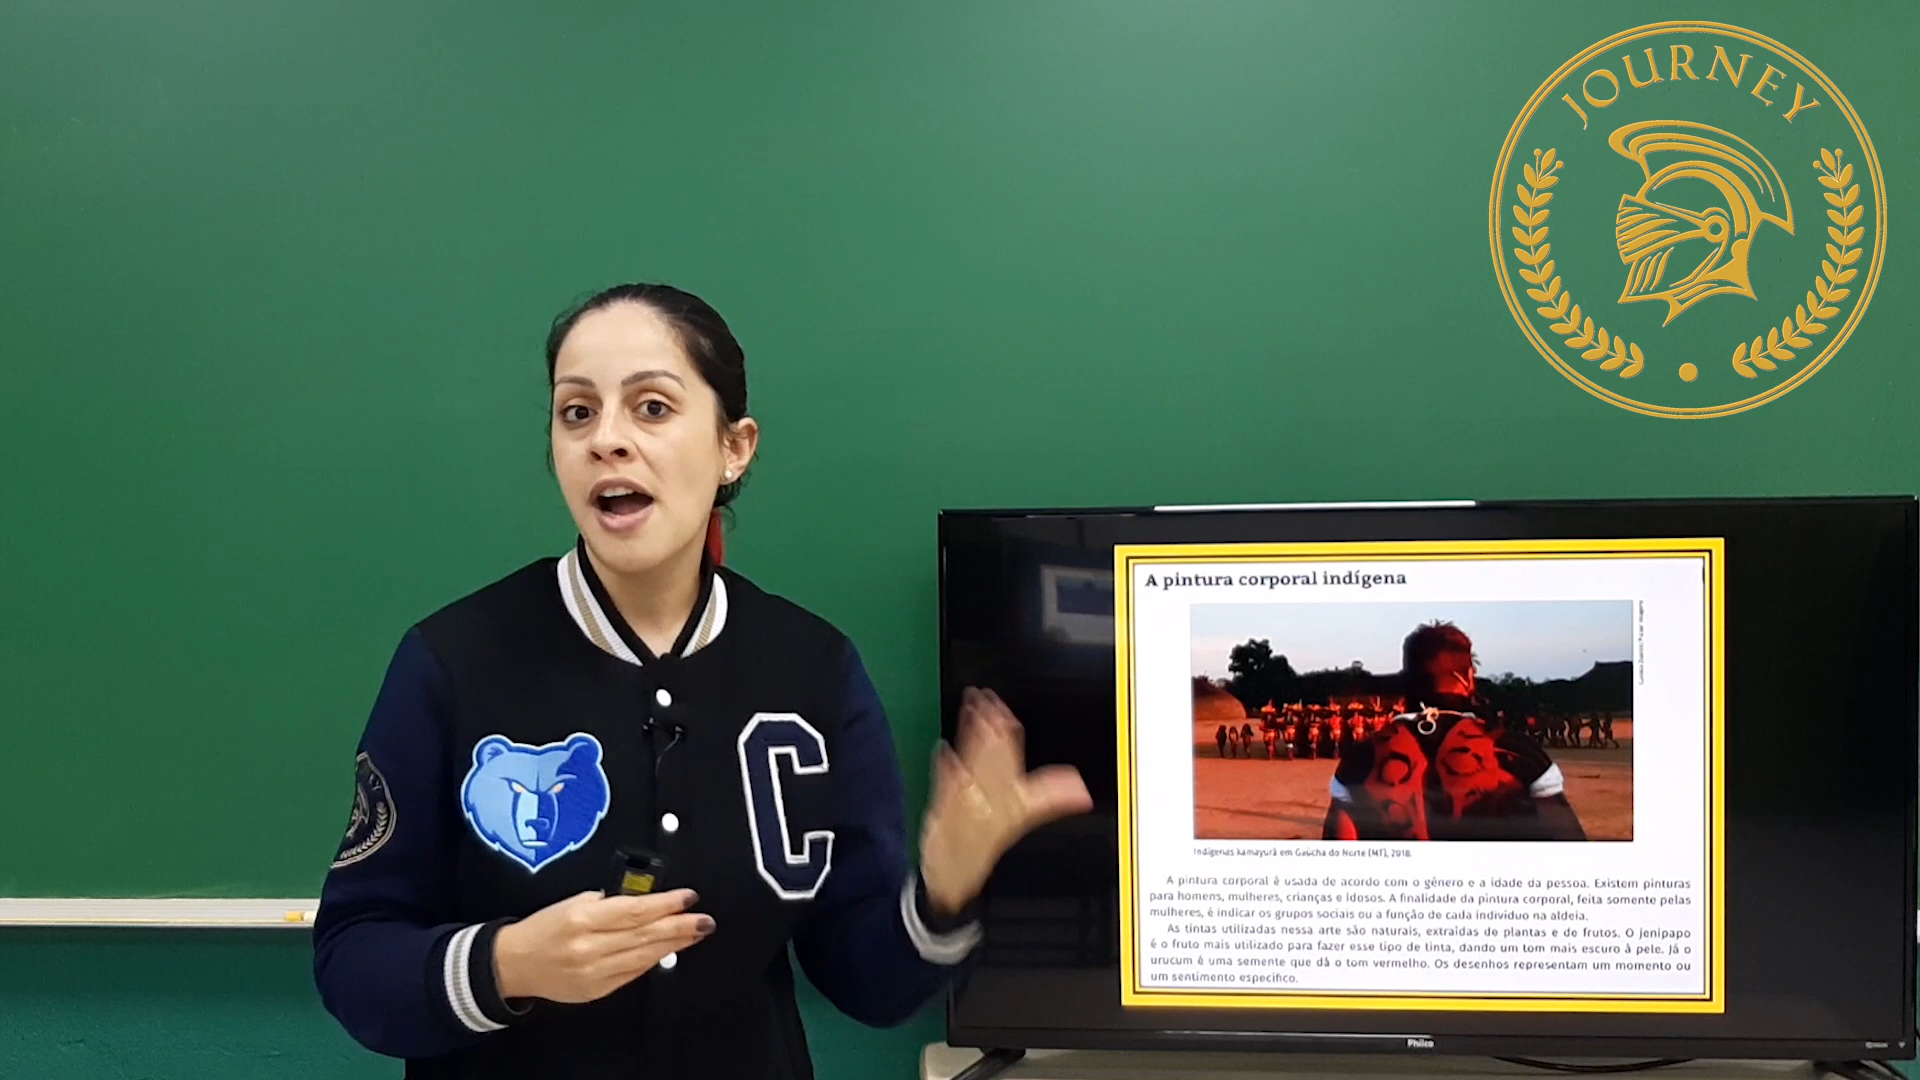 JOURNEY
C
A pintura corporal indígena
Indígenas kamayurá em Gaúcha do Norte (MT), 2018.
A pintura corporal é usada de acordo com o gênero e a idade da pessoa. Existem pinturas
para homens, mulheres, crianças e idosos. A finalidade da pintura corporal, feita somente pelas
mulheres, é indicar os grupos sociais ou a função de cada indivíduo na aldeia.
As tintas utilizadas nessa arte são naturais, extraídas de plantas e de frutos. O jenipapo
é o fruto mais utilizado para fazer esse tipo de tinta, dando um tom mais escuro à pele. Já o
urucum é uma semente que dá o tom vermelho. Os desenhos representam um momento ou
um sentimento específico.
Philco